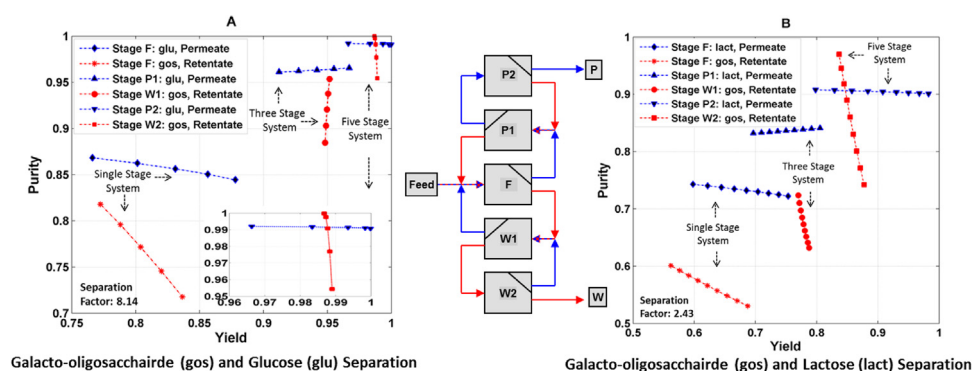 A
Stage F: glu, Permeate
Stage F: gos, Retentate
Stage P1: glu, Permeate
Stage W1: gos, Retentate
Stage P2: glu, Permeate
Stage W2: gos, Retentate
Three Stage
System
Five Stage
System
Single Stage
System
Separation
Factor: 8.14
Purity
1
0.95
0.9
0.85
0.8
0.75
0.7
0.75
0.8
0.85
0.9
0.95
1
Yield
1
0.99
0.98
0.97
0.96
0.95
0.96
0.97
0.98
0.99
1
Galacto-oligosacchairde (gos) and Glucose (glu) Separation
P2
P
P1
Feed
F
W1
W2
W
B
Stage F: lact, Permeate
Stage F: gos, Retentate
Stage P1: lact, Permeate
Stage W1: gos, Retentate
Stage P2: lact, Permeate
Stage W2: gos, Retentate
Five Stage
System
Three Stage
System
Single Stage
System
Separation
Factor: 2.43
Purity
1
0.9
0.8
0.7
0.6
0.5
0.5
0.6
0.7
0.8
0.9
1
Yield
Galacto-oligosacchairde (gos) and Lactose (lact) Separation